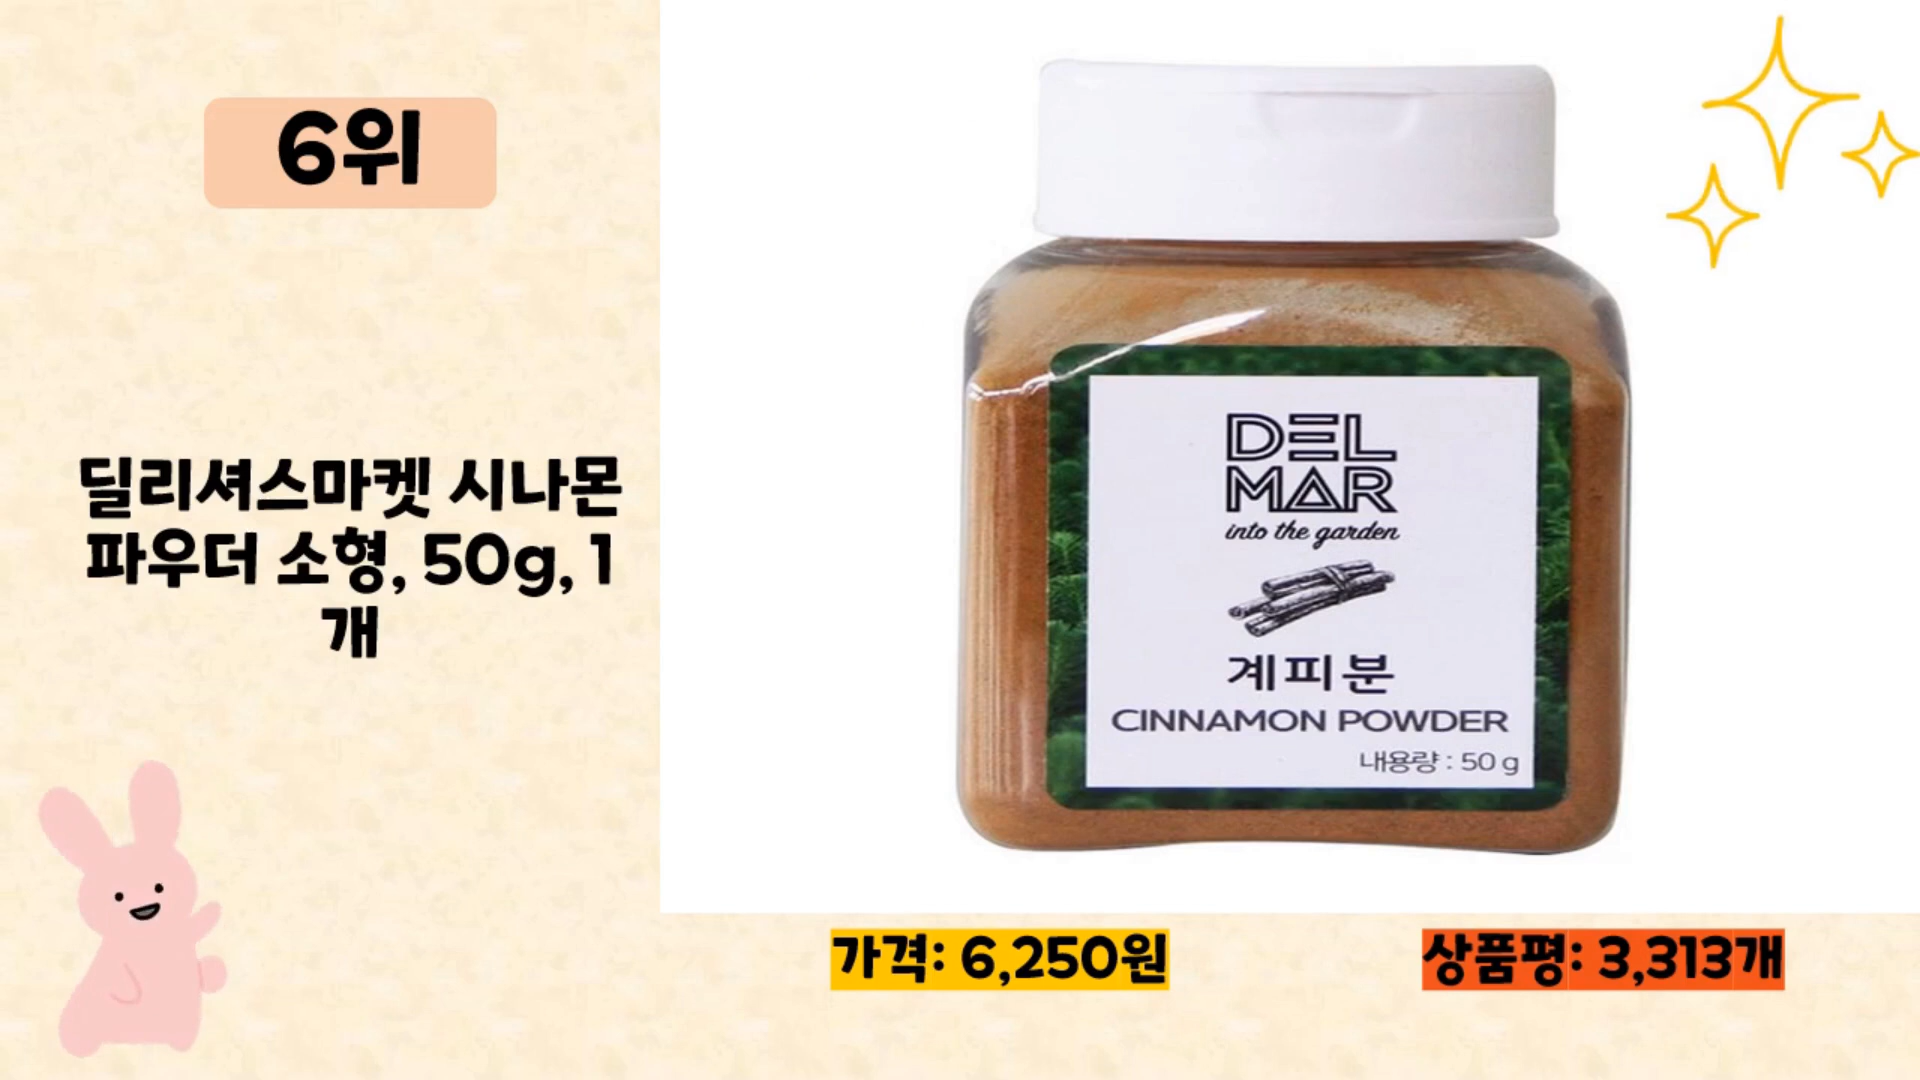 6위
딜리셔스마켓 시나몬
파우더 소형, 50g, 1
개
DEL
MAR
into the garden
계피분
CINNAMON POWDER
내용량 : 50 g
가격: 6,250원
상품평: 3,313개